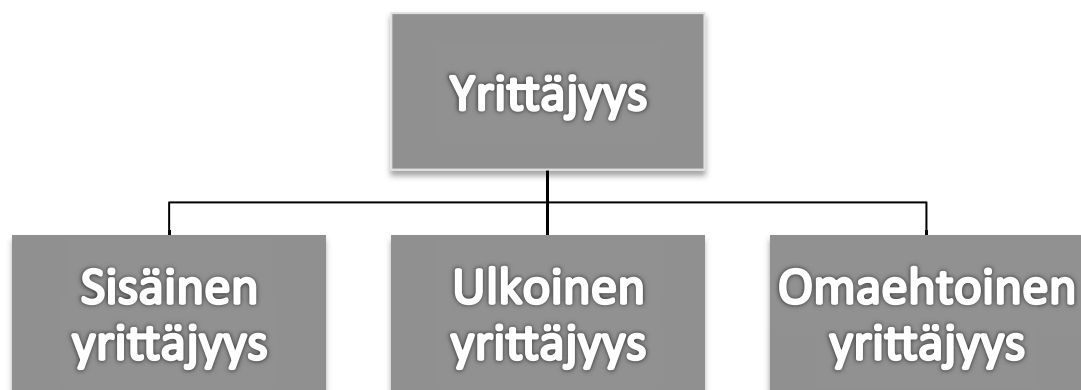 Yrittäjyys
Sisäinen
yrittäjyys
Ulkoinen
yrittäjyys
Omaehtoinen
yrittäjyys